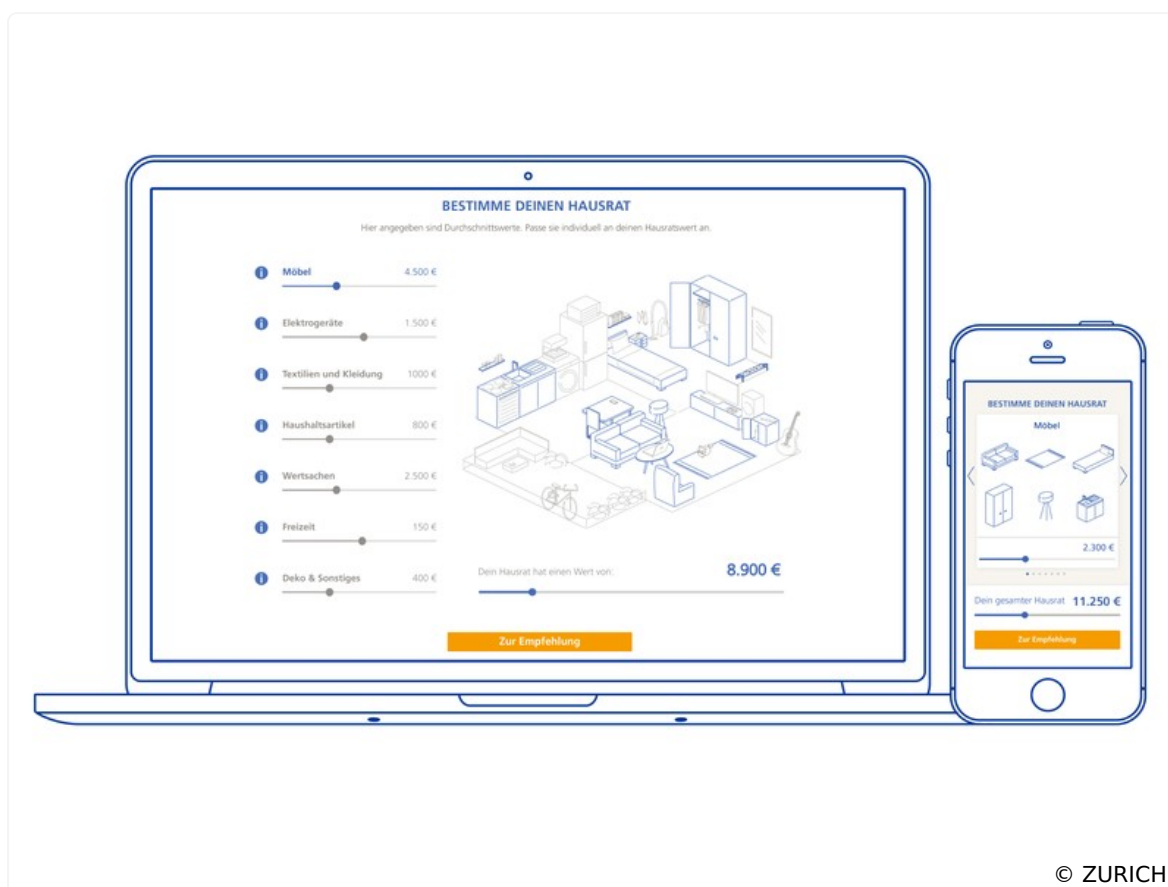 BESTIMME DEINEN HAUSRAT
Hier angegeben sind Durchschnittswerte. Passe sie individuell an deinen Hausratswert an.
Möbel 4.500 €
Elektrogeräte 1.500 €
Textilien und Kleidung 1000 €
Haushaltsartikel 800 €
Wertsachen 2.500 €
Freizeit 150 €
Deko & Sonstiges 400 €
Dein Hausrat hat einen Wert von: 8.900 €
Zur Empfehlung
BESTIMME DEINEN HAUSRAT
Möbel
2.300 €
Dein gesamter Hausrat 11.250 €
Zur Empfehlung
© ZURICH